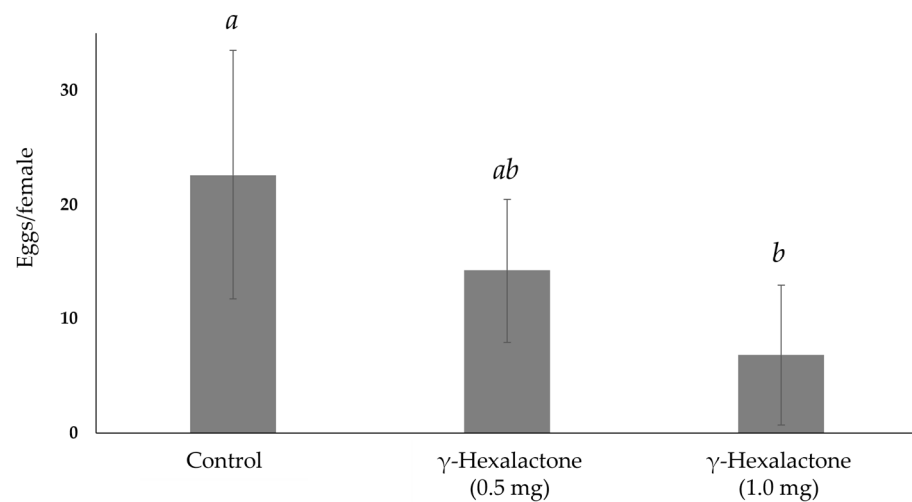 a
30
ab
20
b
10
0
Eggs/female
Control
γ-Hexalactone
(0.5 mg)
γ-Hexalactone
(1.0 mg)